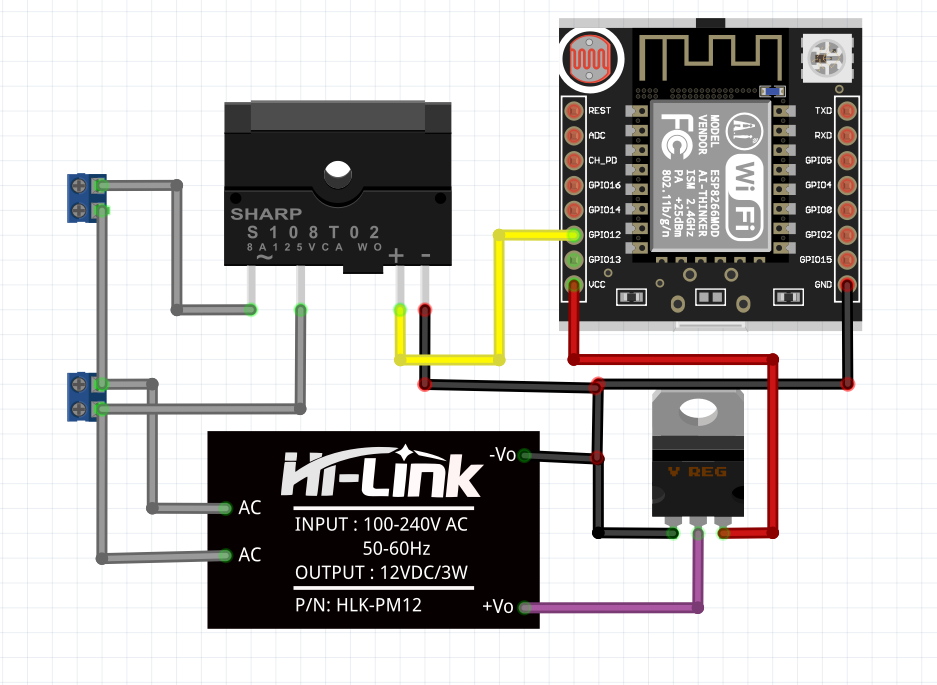 SHARP
S108T02
8A125VCA WO
~
+ -
REST
ADC
CH_PD
GPIO16
GPIO14
GPIO12
GPIO13
VCC
TXD
RXD
GPIO5
GPIO4
GPIO0
GPIO2
GPIO15
GND
Ai
WiFi
FC
MODEL ESP8266MOD
VENDOR AI-THINKER
ISM 2.4GHz
PA +25dBm
802.11b/g/n
V REG
Hi-Link
-Vo
AC
AC
INPUT : 100-240V AC
50-60Hz
OUTPUT : 12VDC/3W
P/N: HLK-PM12
+Vo